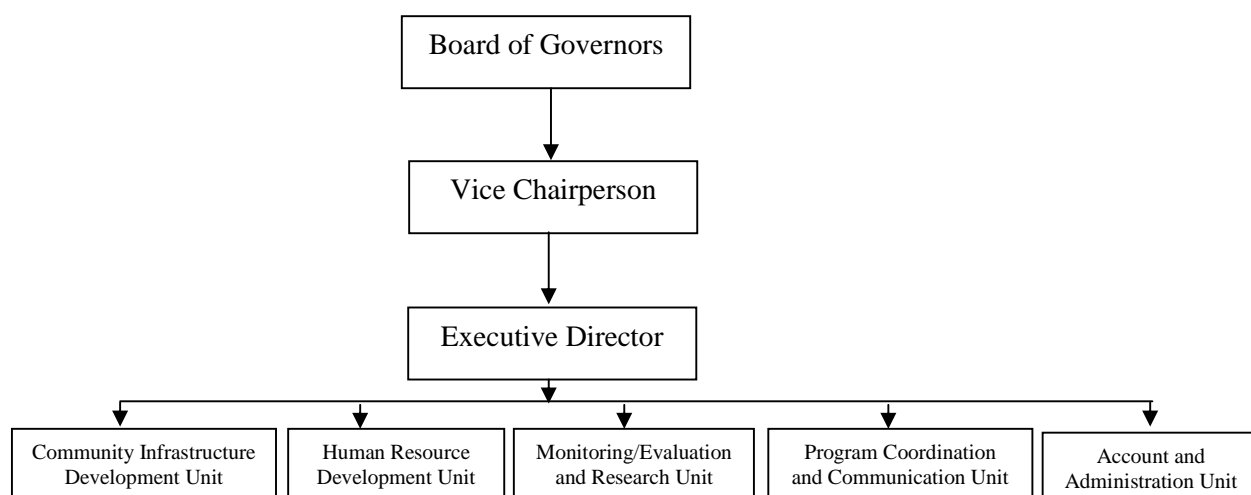 Board of Governors
Vice Chairperson
Executive Director
Community Infrastructure
Development Unit
Human Resource
Development Unit
Monitoring/Evaluation
and Research Unit
Program Coordination
and Communication Unit
Account and
Administration Unit